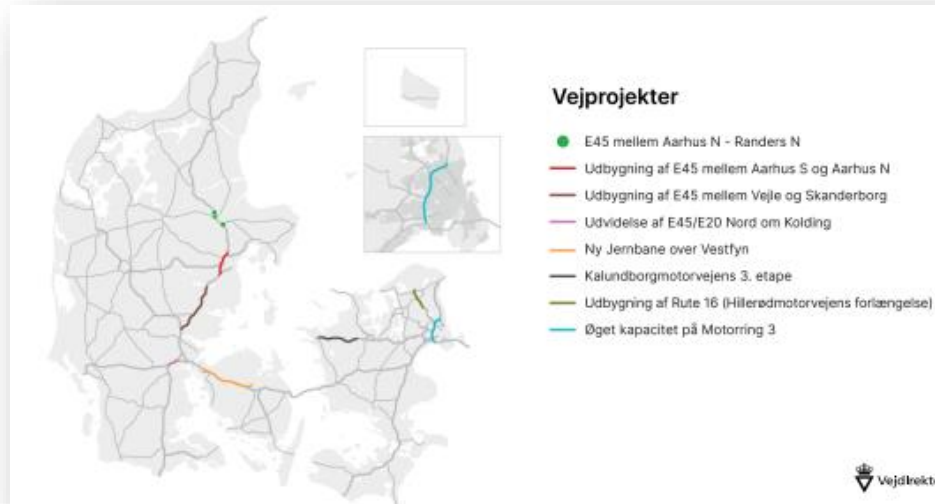 Vejprojekter
E45 mellem Aarhus N - Randers N
Udbygning af E45 mellem Aarhus S og Aarhus N
Udbygning af E45 mellem Vejle og Skanderborg
Udvidelse af E45/E20 Nord om Kolding
Ny Jernbane over Vestfyn
Kalundborgmotorvejens 3. etape
Udbygning af Rute 16 (Hillerødmotorvejens forlængelse)
Øget kapacitet på Motorring 3
Vejdirekt